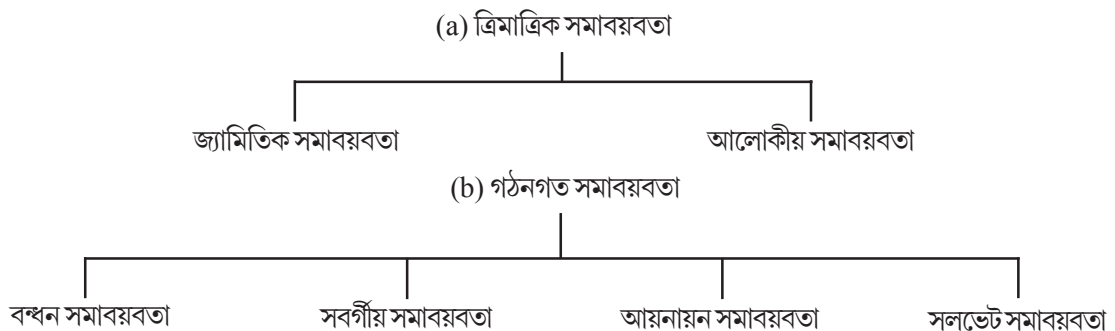 (a) ত্রিমাত্রিক সমাবয়বতা
জ্যামিতিক সমাবয়বতা আলোকীয় সমাবয়বতা
(b) গঠনগত সমাবয়বতা
বন্ধন সমাবয়বতা সবর্গীয় সমাবয়বতা আয়নায়ন সমাবয়বতা সলভেট সমাবয়বতা